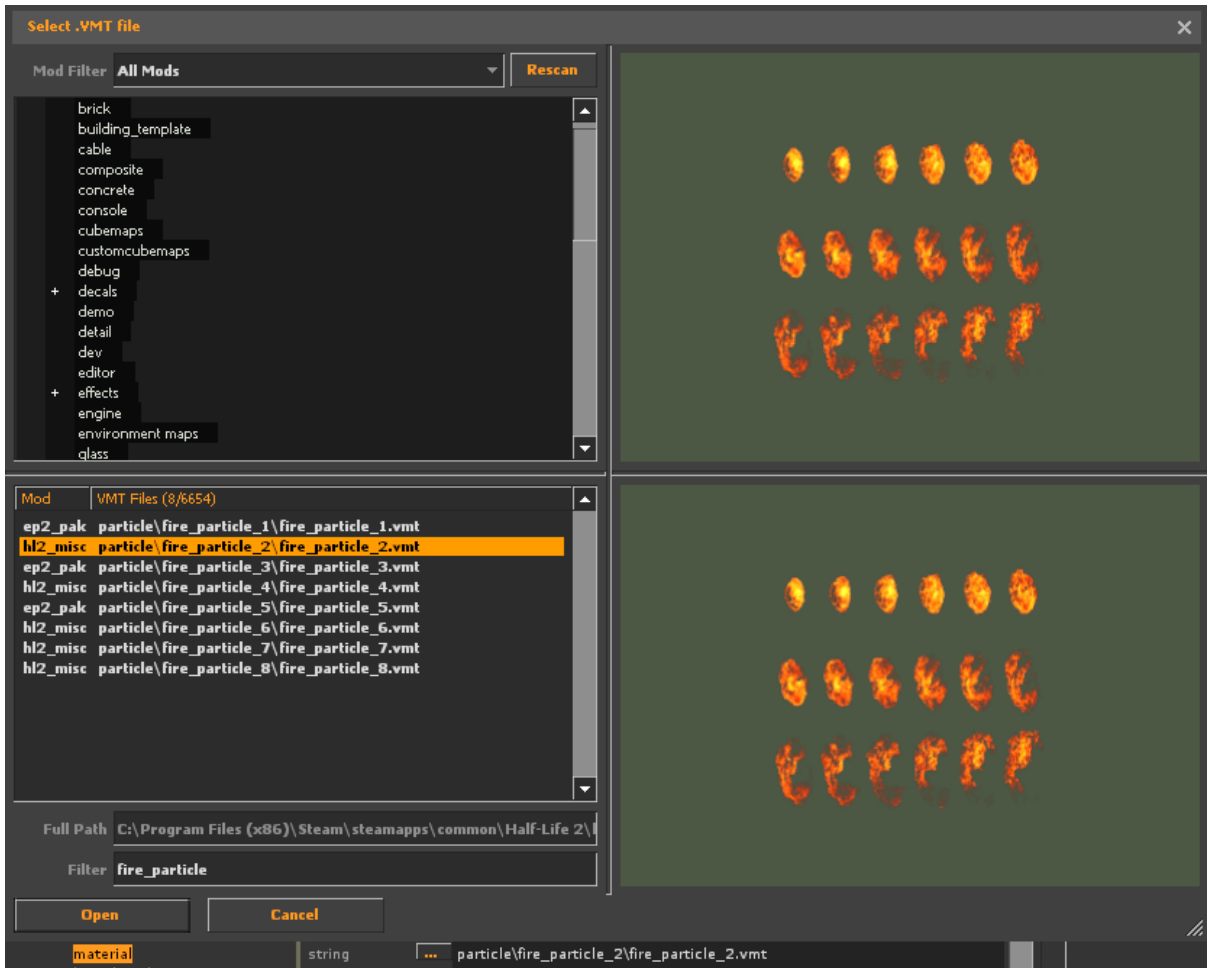 Select .VMT file
Mod Filter All Mods Rescan
brick
building_template
cable
composite
concrete
console
cubemaps
customcubemaps
debug
+ decals
demo
detail
dev
editor
+ effects
engine
environment maps
glass
Mod VMT Files (8/6654)
ep2_pak particle\fire_particle_1\fire_particle_1.vmt
hl2_misc particle\fire_particle_2\fire_particle_2.vmt
ep2_pak particle\fire_particle_3\fire_particle_3.vmt
hl2_misc particle\fire_particle_4\fire_particle_4.vmt
ep2_pak particle\fire_particle_5\fire_particle_5.vmt
hl2_misc particle\fire_particle_6\fire_particle_6.vmt
hl2_misc particle\fire_particle_7\fire_particle_7.vmt
hl2_misc particle\fire_particle_8\fire_particle_8.vmt
Full Path C:\Program Files (x86)\Steam\steamapps\common\Half-Life 2\
Filter fire_particle
Open Cancel
material string ... particle\fire_particle_2\fire_particle_2.vmt